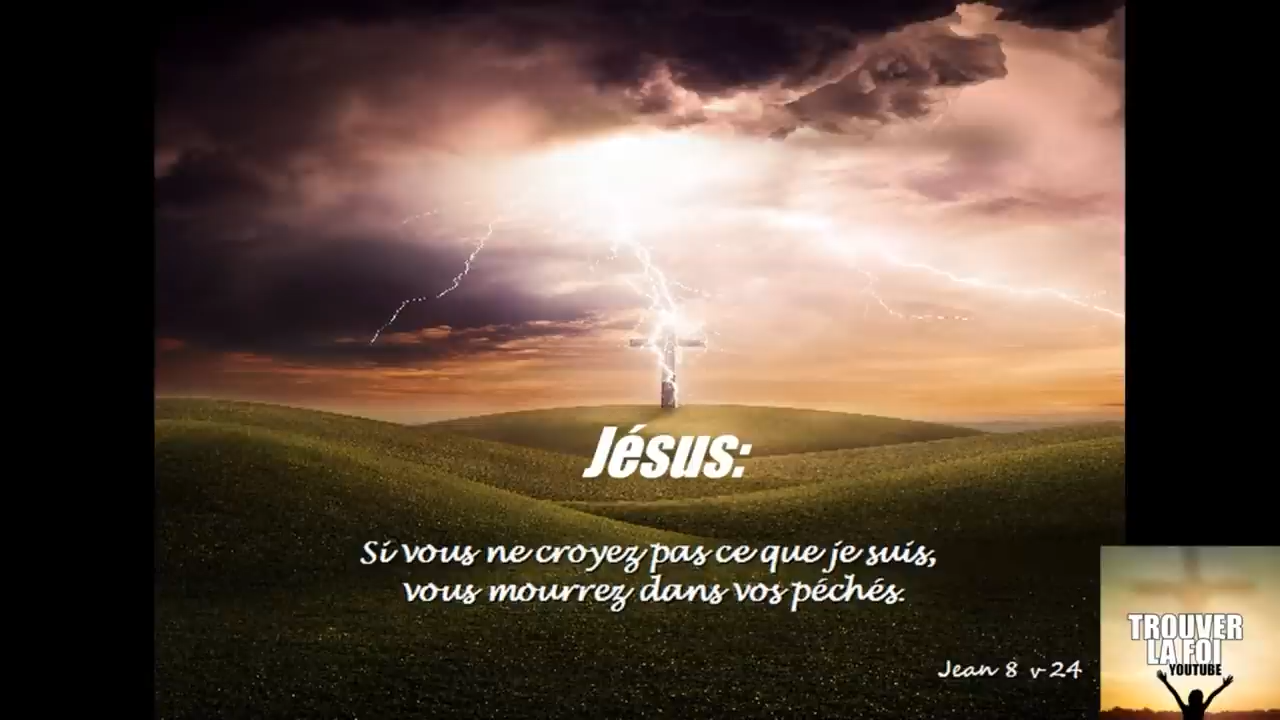 Jésus:
Si vous ne croyez pas ce que je suis,
vous mourrez dans vos péchés.
Jean 8 v 24
TROUVER
LA FOI
YOUTUBE